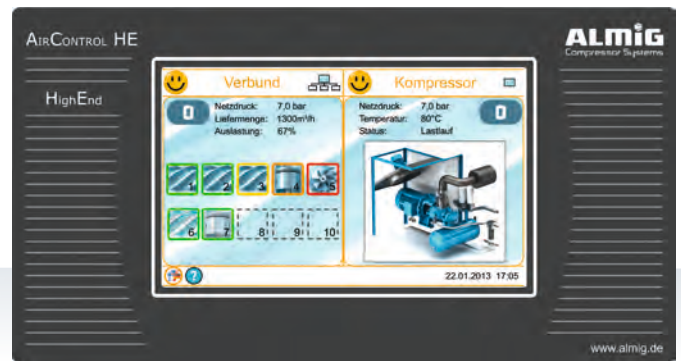 AirControl HE
HighEnd
ALMiG
Compressor Systems
Verbund
0
Netzdruck: 7,0 bar
Liefermenge: 1300m³/h
Auslastung: 67%
1 2 3 4 5
6 7 8 9 10
Kompressor
Netzdruck: 7,0 bar
Temperatur: 80°C
Status: Lastlauf
0
?
22.01.2013 17:05
www.almig.de